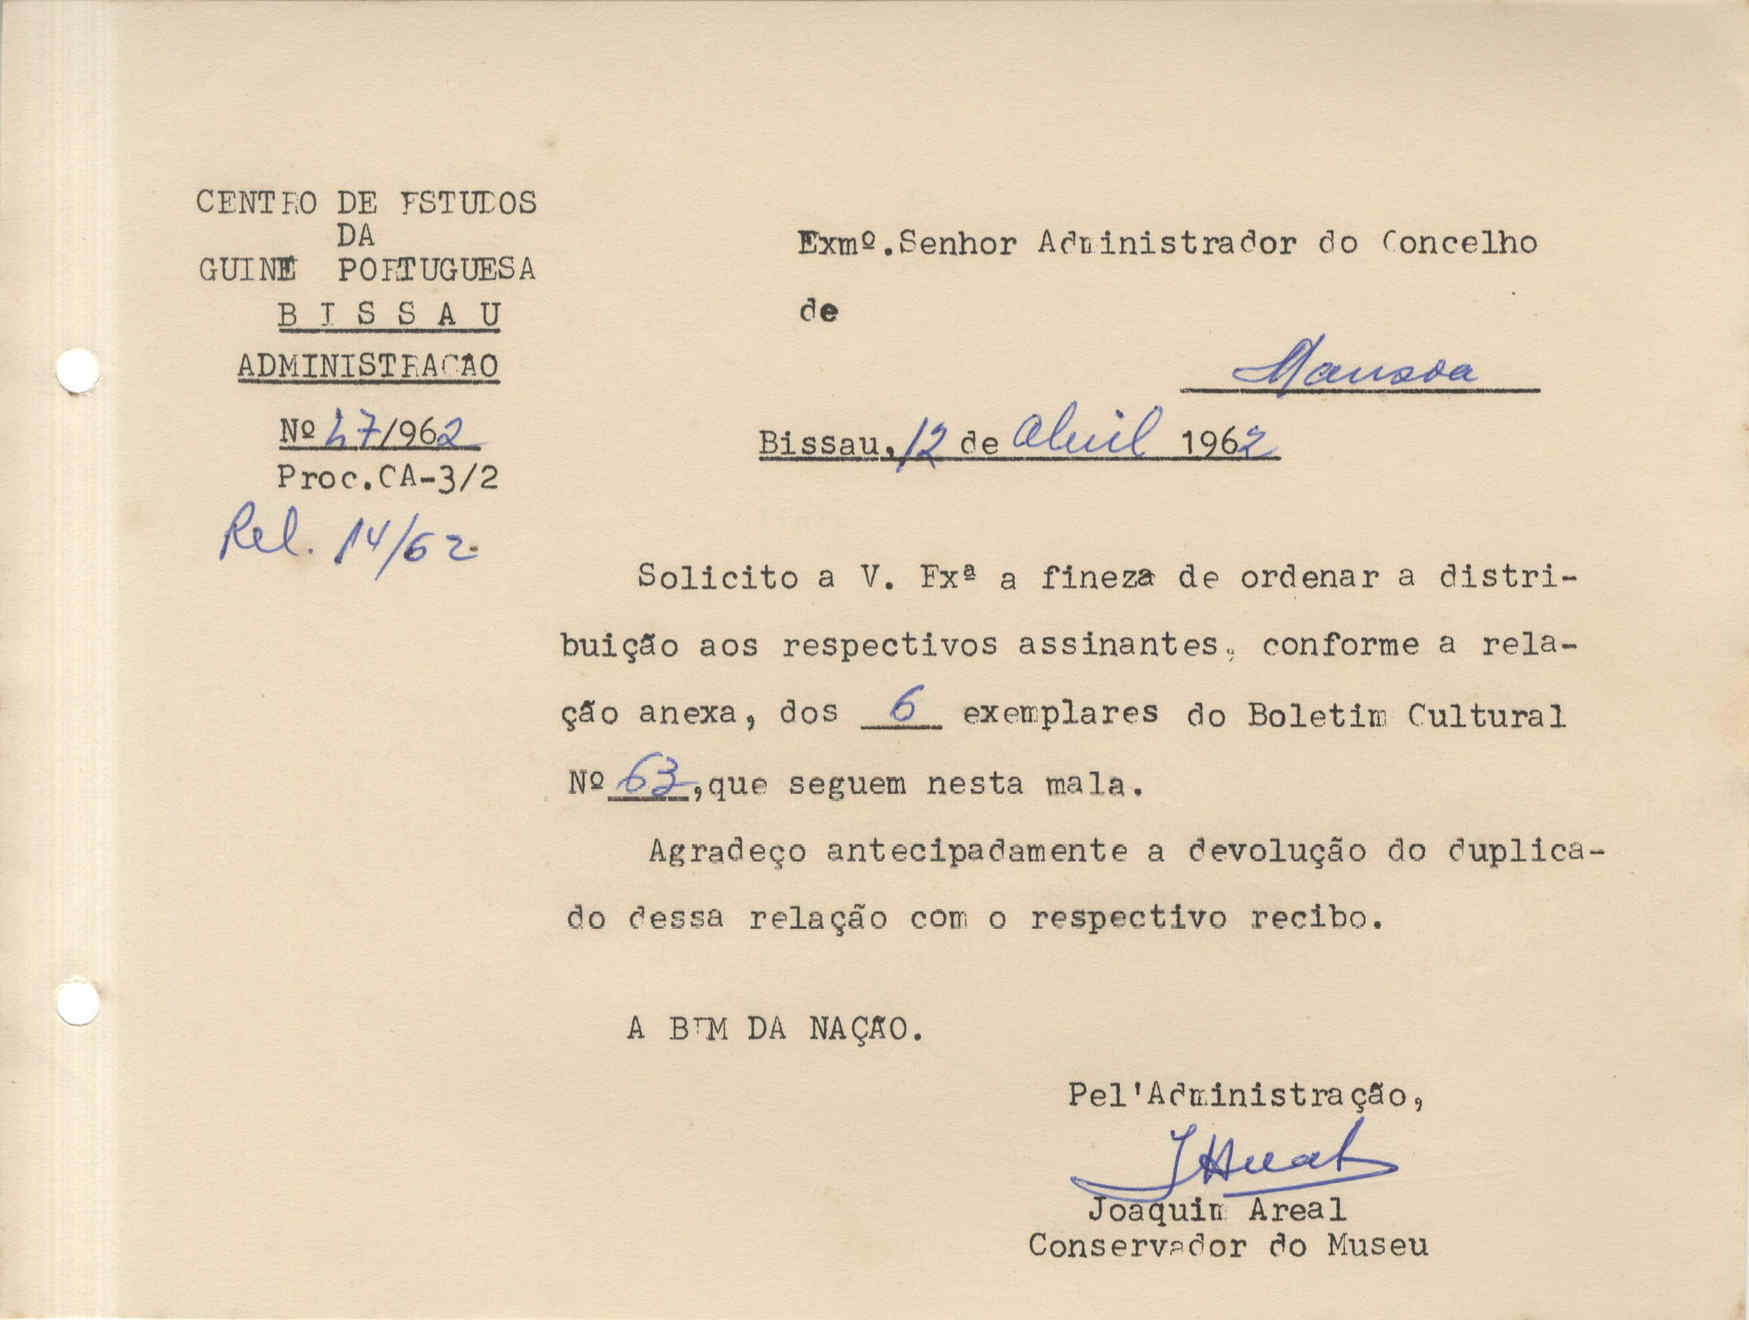 CENTRO DE ESTUDOS
DA
GUINE PORTUGUESA
B I S S A U
ADMINISTRAÇÃO
Nº 27/962
Proc.CA-3/2
Rel. 14/62
Exmº.Senhor Administrador do Concelho
de
Mansoa
Bissau, 12 de Abril 1962
Solicito a V. Exª a fineza de ordenar a distri-
buição aos respectivos assinantes, conforme a rela-
ção anexa, dos 6 exemplares do Boletim Cultural
Nº 63, que seguem nesta mala.
Agradeço antecipadamente a devolução do duplica-
do dessa relação com o respectivo recibo.
A BEM DA NAÇÃO.
Pel'Administração,
Joaquim Areal
Conservador do Museu